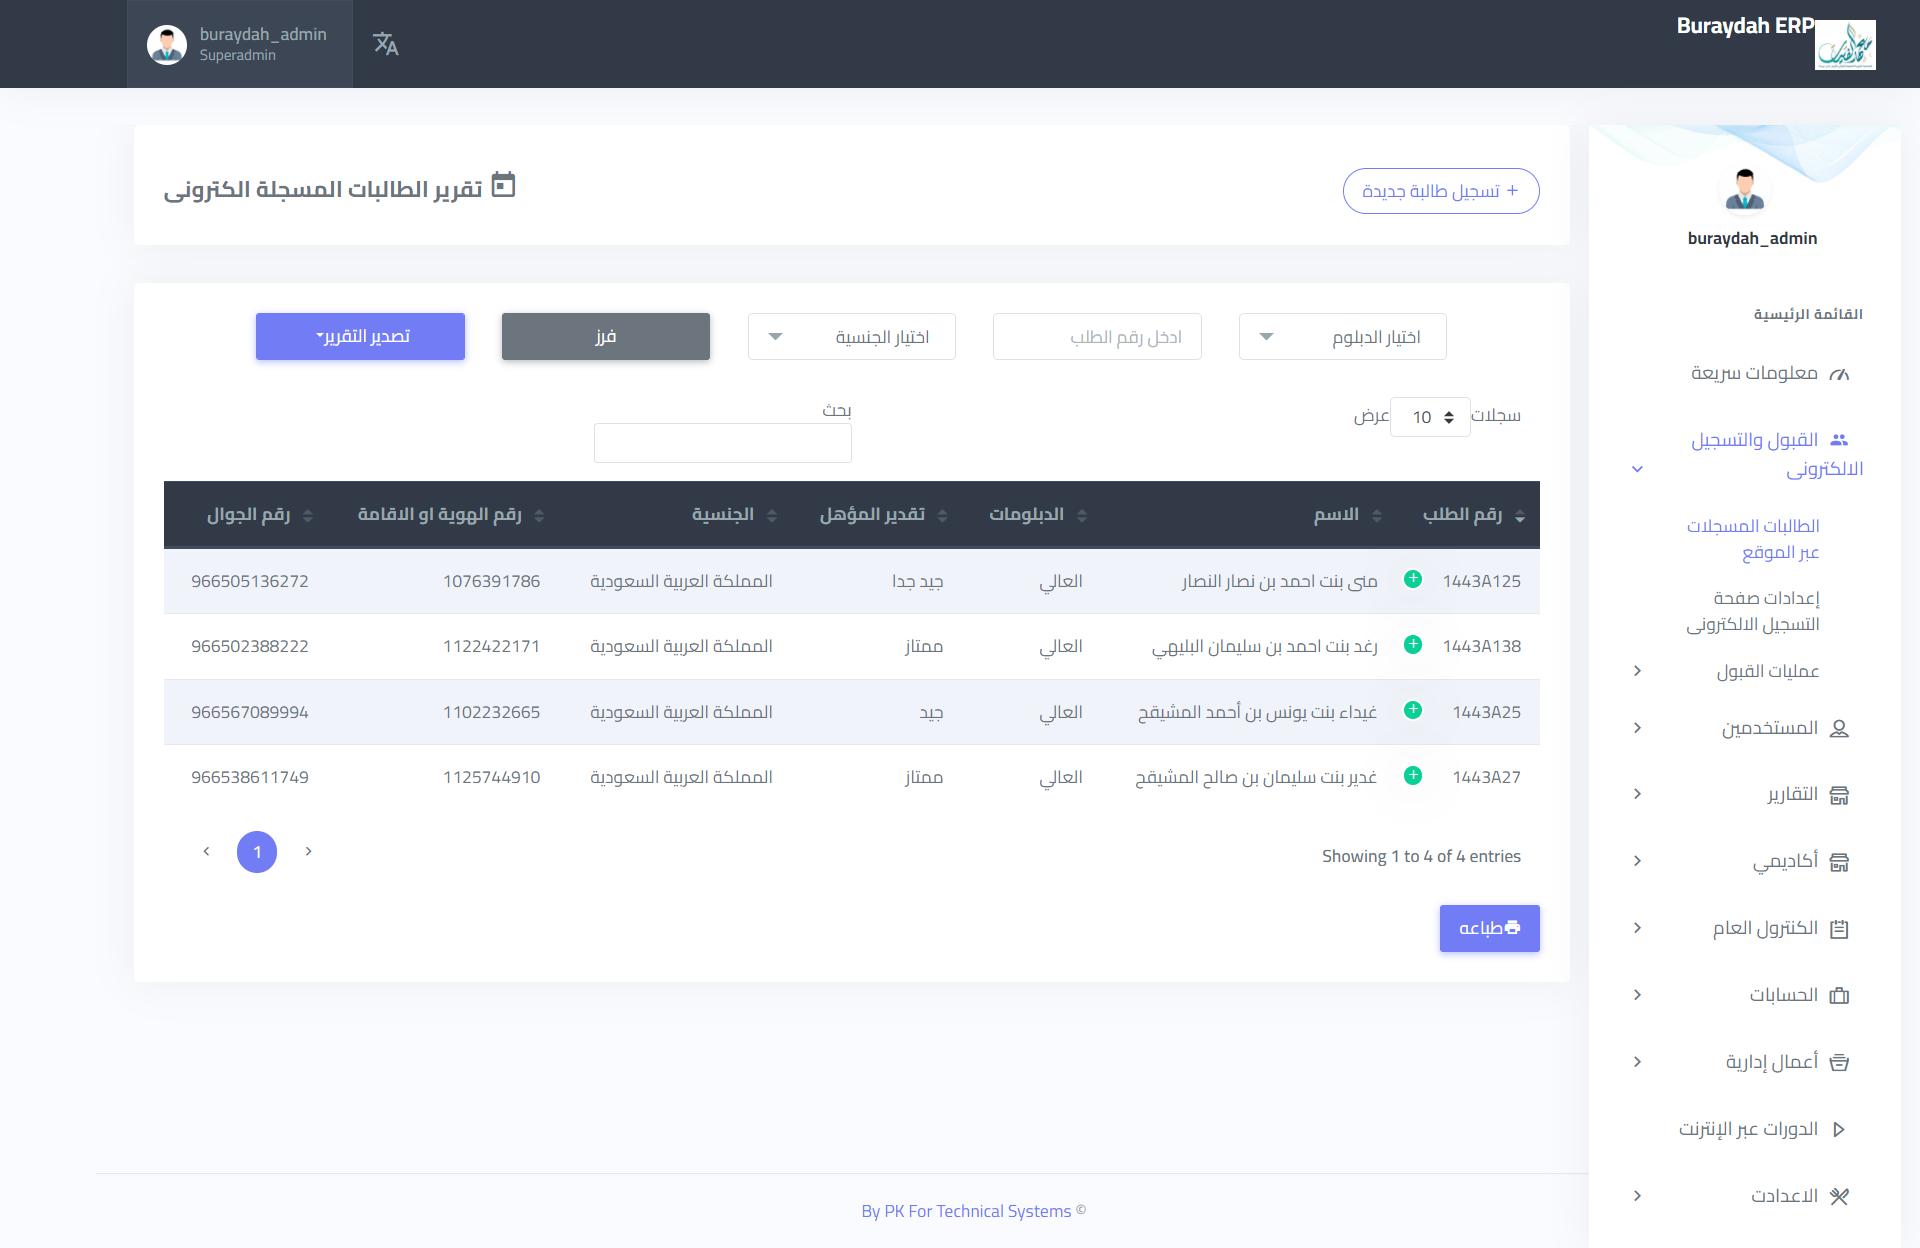 Buraydah ERP
buraydah_admin
Superadmin
buraydah_admin
القائمة الرئيسية
معلومات سريعة
القبول والتسجيل
الالكترونى
الطالبات المسجلات
عبر الموقع
إعدادات صفحة
التسجيل الالكترونى
عمليات القبول
المستخدمين
التقارير
أكاديمي
الكنترول العام
الحسابات
أعمال إدارية
الدورات عبر الإنترنت
الاعدادت
+ تسجيل طالبة جديدة
تقرير الطالبات المسجلة الكترونى
اختيار الدبلوم
ادخل رقم الطلب
اختيار الجنسية
فرز
تصدير التقرير
سجلات 10 عرض
بحث
رقم الطلب الاسم الدبلومات تقدير المؤهل الجنسية رقم الهوية او الاقامة رقم الجوال
1443A125 منى بنت احمد بن نصار النصار العالي جيد جدا المملكة العربية السعودية 1076391786 966505136272
1443A138 رغد بنت احمد بن سليمان البليهي العالي ممتاز المملكة العربية السعودية 1122422171 966502388222
1443A25 غيداء بنت يونس بن أحمد المشيقح العالي جيد المملكة العربية السعودية 1102232665 966567089994
1443A27 غدير بنت سليمان بن صالح المشيقح العالي ممتاز المملكة العربية السعودية 1125744910 966538611749
Showing 1 to 4 of 4 entries
1
طباعه
By PK For Technical Systems ©